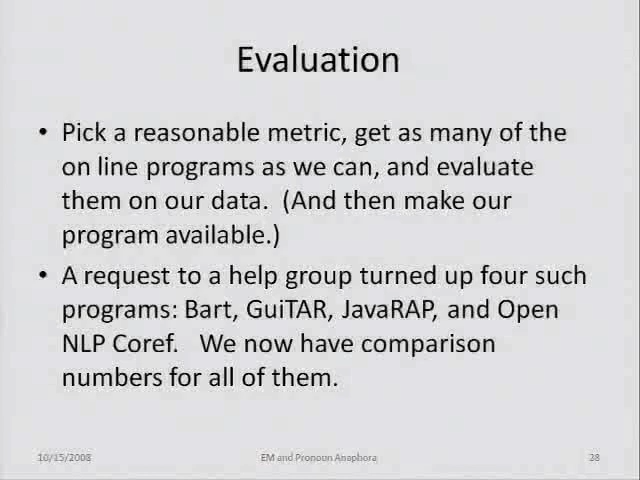 Evaluation
• Pick a reasonable metric, get as many of the
on line programs as we can, and evaluate
them on our data.  (And then make our
program available.)
• A request to a help group turned up four such
programs: Bart, GuiTAR, JavaRAP, and Open
NLP Coref.   We now have comparison
numbers for all of them.
10/15/2008 EM and Pronoun Anaphora 28